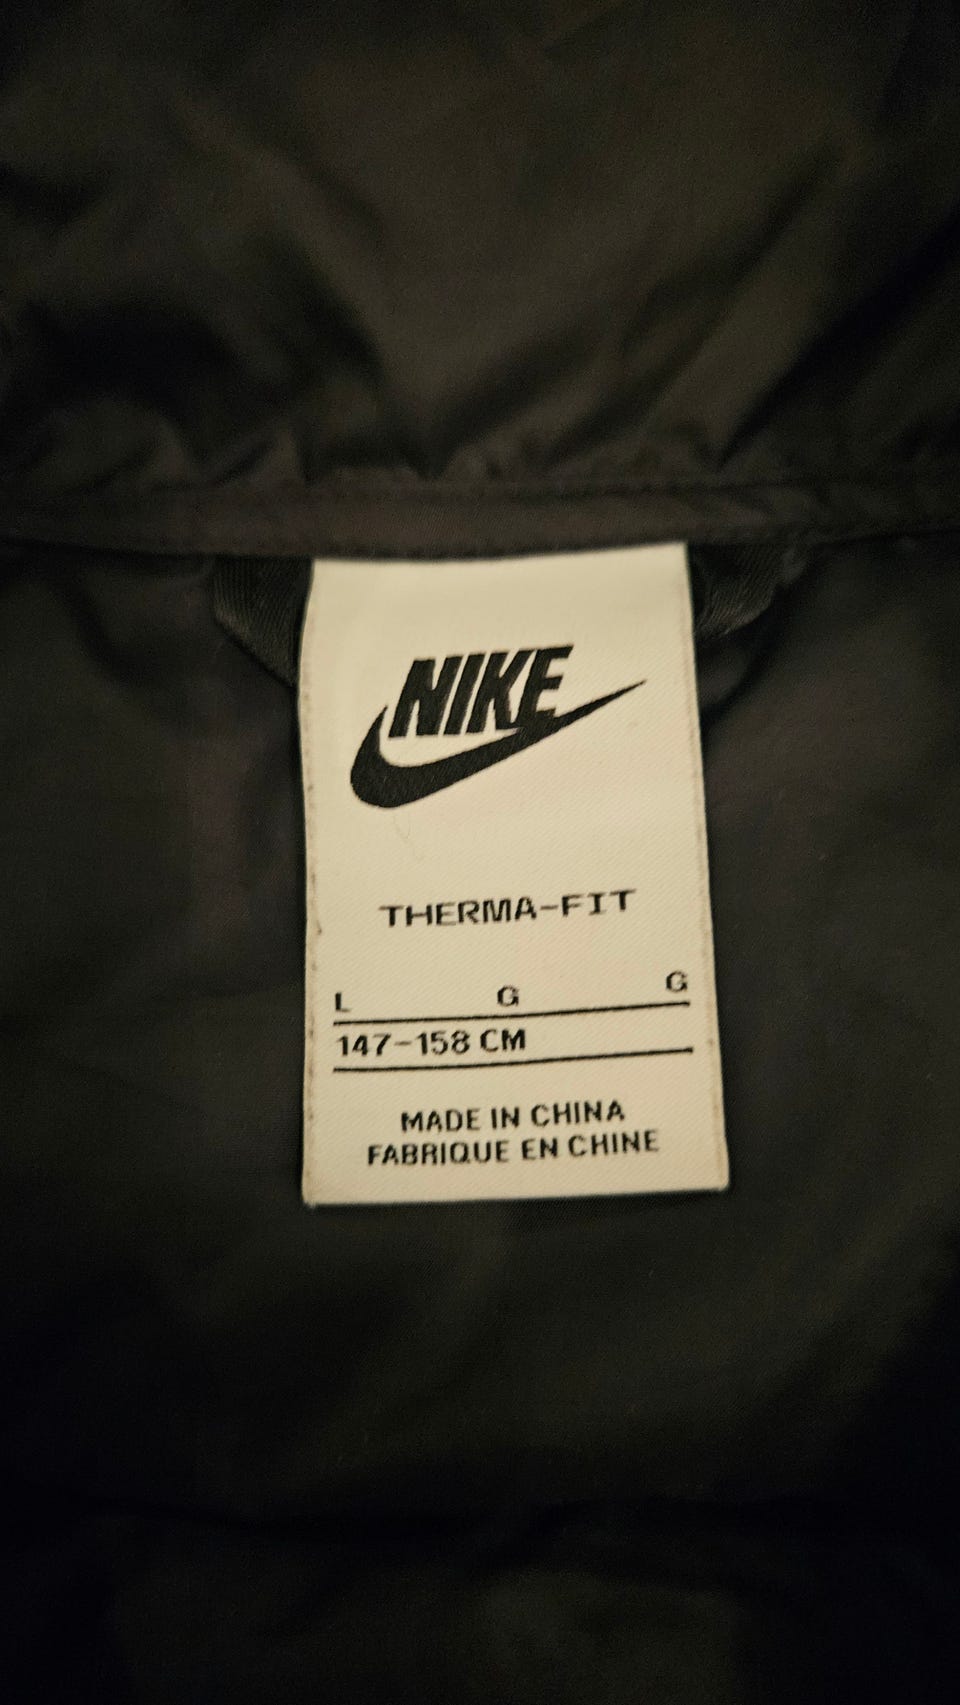 NIKE
THERMA-FIT
L G G
147-158 CM
MADE IN CHINA
FABRIQUE EN CHINE